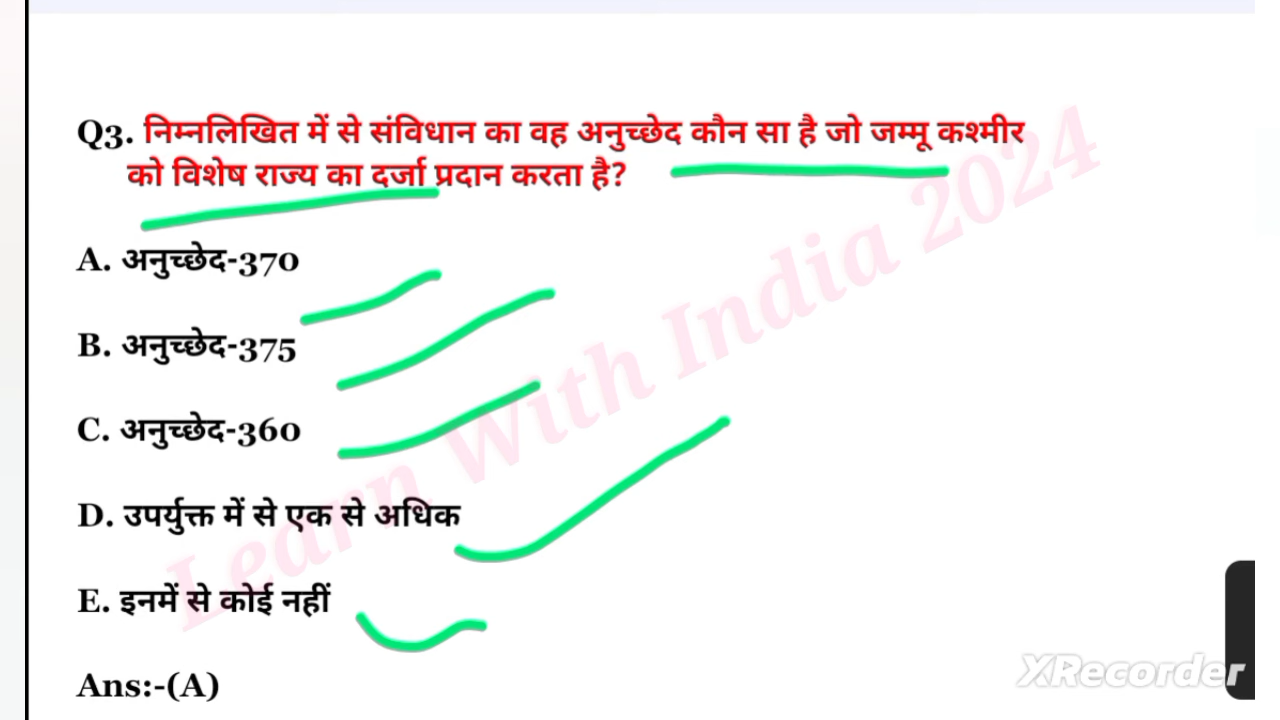 Q3. निम्नलिखित में से संविधान का वह अनुच्छेद कौन सा है जो जम्मू कश्मीर
को विशेष राज्य का दर्जा प्रदान करता है?
A. अनुच्छेद-370
B. अनुच्छेद-375
C. अनुच्छेद-360
D. उपर्युक्त में से एक से अधिक
E. इनमें से कोई नहीं
Ans:-(A)
Learn With India 2024
XRecorder